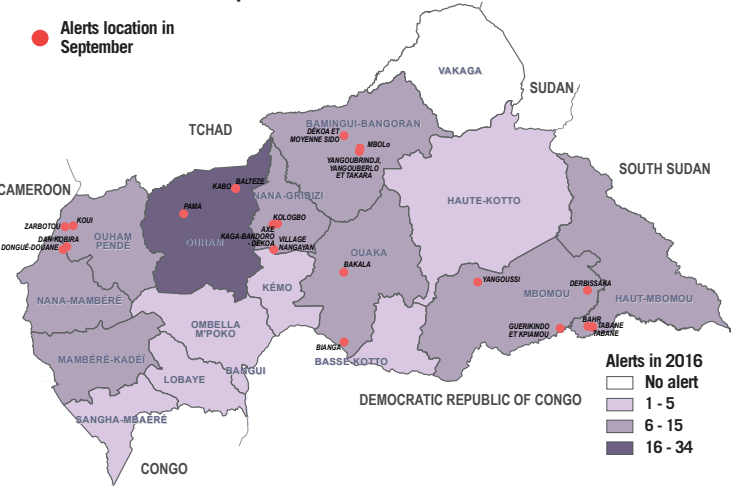 Alerts location in
September
VAKAGA
SUDAN
TCHAD
BAMINGUI-BANGORAN
DÉKOA ET
MOYENNE SIDO
MBOLo
YANGOUBRINDJI,
YANGOUBERLO
ET TAKARA
SOUTH SUDAN
CAMEROON
KABO
BALTEZE
NANA-GRIBIZI
HAUTE-KOTTO
PAMA
ZARBOTOU
KOUI
KOLOGBO
AXE
KAGA-BANDORO
- DEKOA
VILLAGE
NANGAYAN
DAN-KOBIRA
DONGUÉ-DOUANE
OUHAM
PENDÉ
OUHAM
OUAKA
BAKALA
YANGOUSSI
DERBISSAKA
KÉMO
MBOMOU
HAUT-MBOMOU
NANA-MAMBÉRÉ
OMBELLA
M'POKO
GUERIKINDO
ET KPIAMOU
BAHR
TABANE
TABANE
BIANGA
BASSE-KOTTO
MAMBÉRÉ-KADÉÏ
BANGUI
LOBAYE
SANGHA-MBAÉRÉ
DEMOCRATIC REPUBLIC OF CONGO
CONGO
Alerts in 2016
No alert
1 - 5
6 - 15
16 - 34